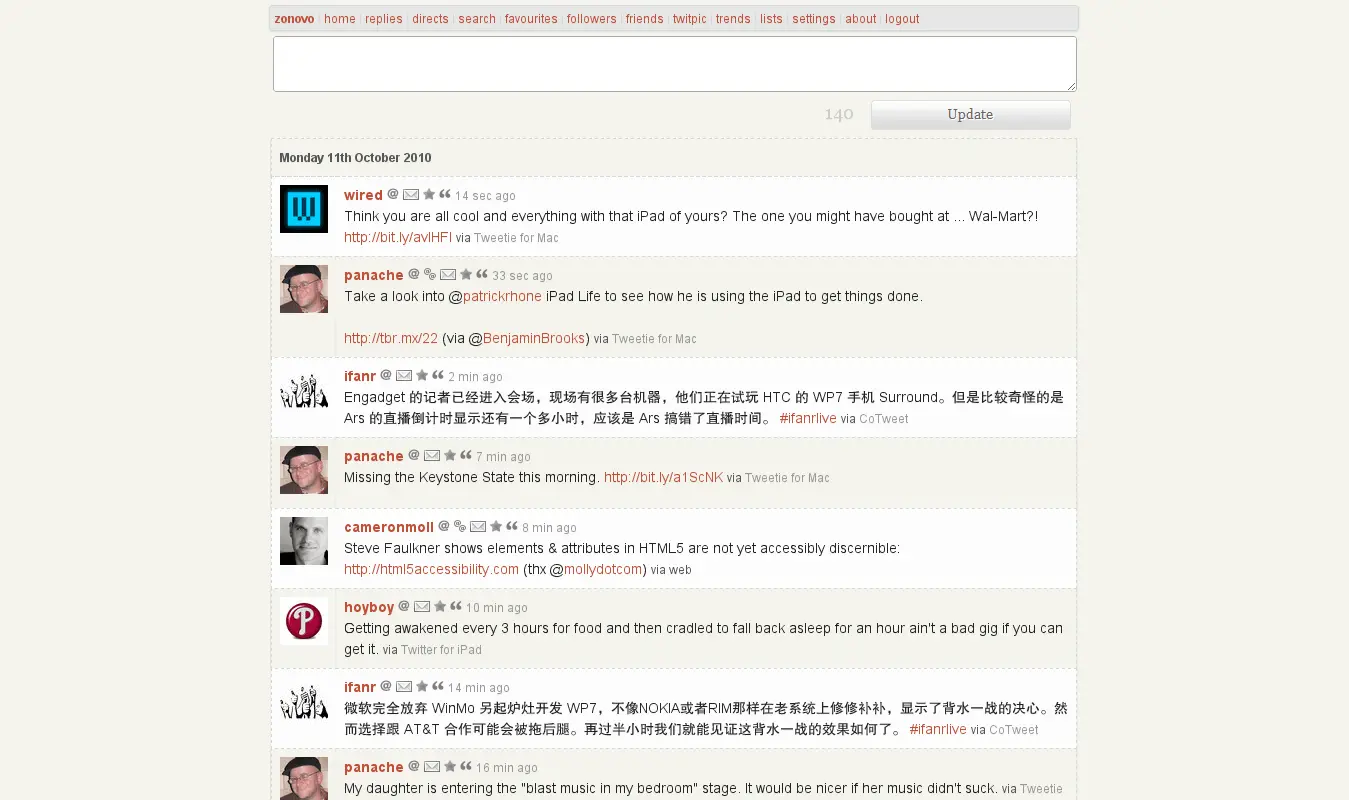 zonovo home replies directs search favourites followers friends twitpic trends lists settings about logout
140 Update
Monday 11th October 2010
wired @ 14 sec ago
Think you are all cool and everything with that iPad of yours? The one you might have bought at ... Wal-Mart?!
http://bit.ly/avIHFI via Tweetie for Mac
panache @ 33 sec ago
Take a look into @patrickrhone iPad Life to see how he is using the iPad to get things done.
http://tbr.mx/22 (via @BenjaminBrooks) via Tweetie for Mac
ifanr @ 2 min ago
Engadget 的记者已经进入会场，现场有很多台机器，他们正在试玩 HTC 的 WP7 手机 Surround。但是比较奇怪的是
Ars 的直播倒计时显示还有一个多小时，应该是 Ars 搞错了直播时间。 #ifanrlive via CoTweet
panache @ 7 min ago
Missing the Keystone State this morning. http://bit.ly/a1ScNK via Tweetie for Mac
cameronmoll @ 8 min ago
Steve Faulkner shows elements & attributes in HTML5 are not yet accessibly discernible:
http://html5accessibility.com (thx @mollydotcom) via web
hoyboy @ 10 min ago
Getting awakened every 3 hours for food and then cradled to fall back asleep for an hour ain't a bad gig if you can
get it. via Twitter for iPad
ifanr @ 14 min ago
微软完全放弃 WinMo 另起炉灶开发 WP7，不像NOKIA或者RIM那样在老系统上修修补补，显示了背水一战的决心。然
而选择跟 AT&T 合作可能会被拖后腿。再过半小时我们就能见证这背水一战的效果如何了。 #ifanrlive via CoTweet
panache @ 16 min ago
My daughter is entering the "blast music in my bedroom" stage. It would be nicer if her music didn't suck. via Tweetie